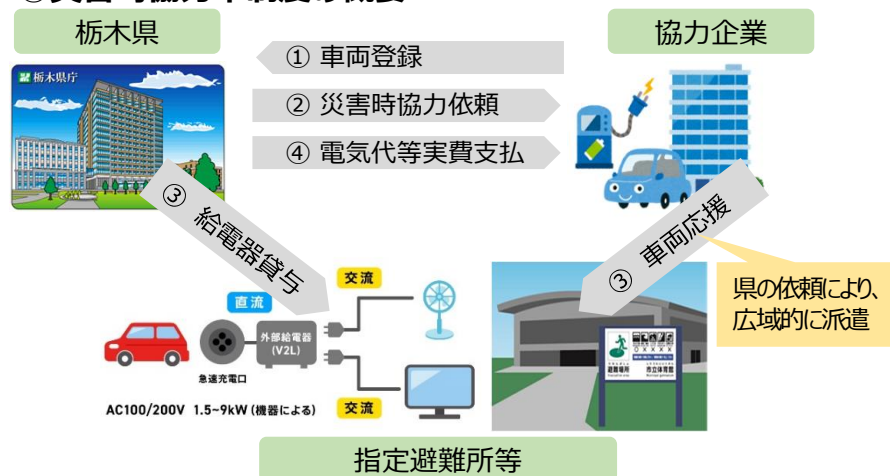 栃木県
協力企業
栃木県庁
① 車両登録
② 災害時協力依頼
④ 電気代等実費支払
③ 給電器貸与
③ 車両応援
県の依頼により、
広域的に派遣
交流
直流
外部給電器
(V2L)
急速充電口
AC100/200V 1.5~9kW (機器による)
交流
避難場所
市立体育館
指定避難所等